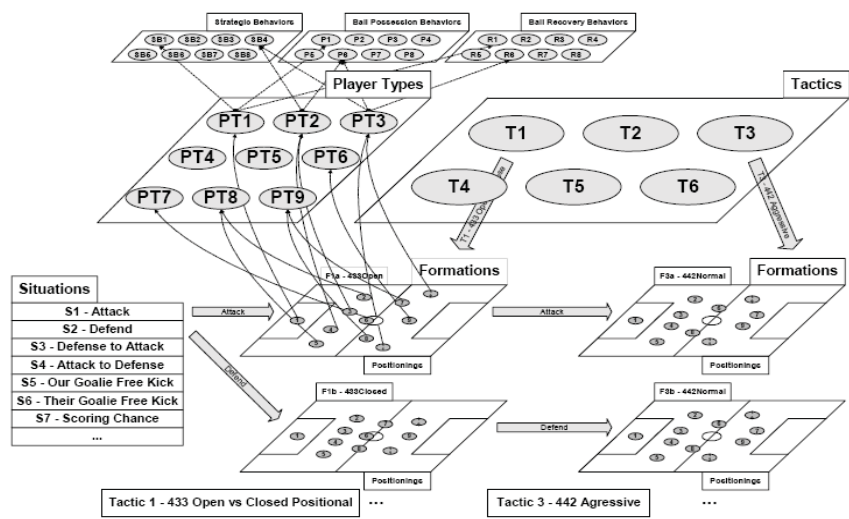 Strategic Behaviors
Ball Possession Behaviors
Ball Recovery Behaviors
SB1 SB2 SB3 SB4
P1 P2 P3 P4
R1 R2 R3 R4
SB5 SB6 SB7 SB8
P5 P6 P7 P8
R5 R6 R7 R8
Player Types
Tactics
PT1 PT2 PT3
T1 T2 T3
PT4 PT5 PT6
T4 T5 T6
PT7 PT8 PT9
T3 - 442 Aggressive
F1a - 433Open
Formations
F3a - 442Normal
Formations
Situations
S1 - Attack
S2 - Defend
S3 - Defense to Attack
S4 - Attack to Defense
S5 - Our Goalie Free Kick
S6 - Their Goalie Free Kick
S7 - Scoring Chance
...
Attack
Attack
Defend
Positionings
Positionings
F1b - 433Closed
F3b - 442Normal
Defend
Positionings
Positionings
Tactic 1 - 433 Open vs Closed Positional
...
Tactic 3 - 442 Agressive
...